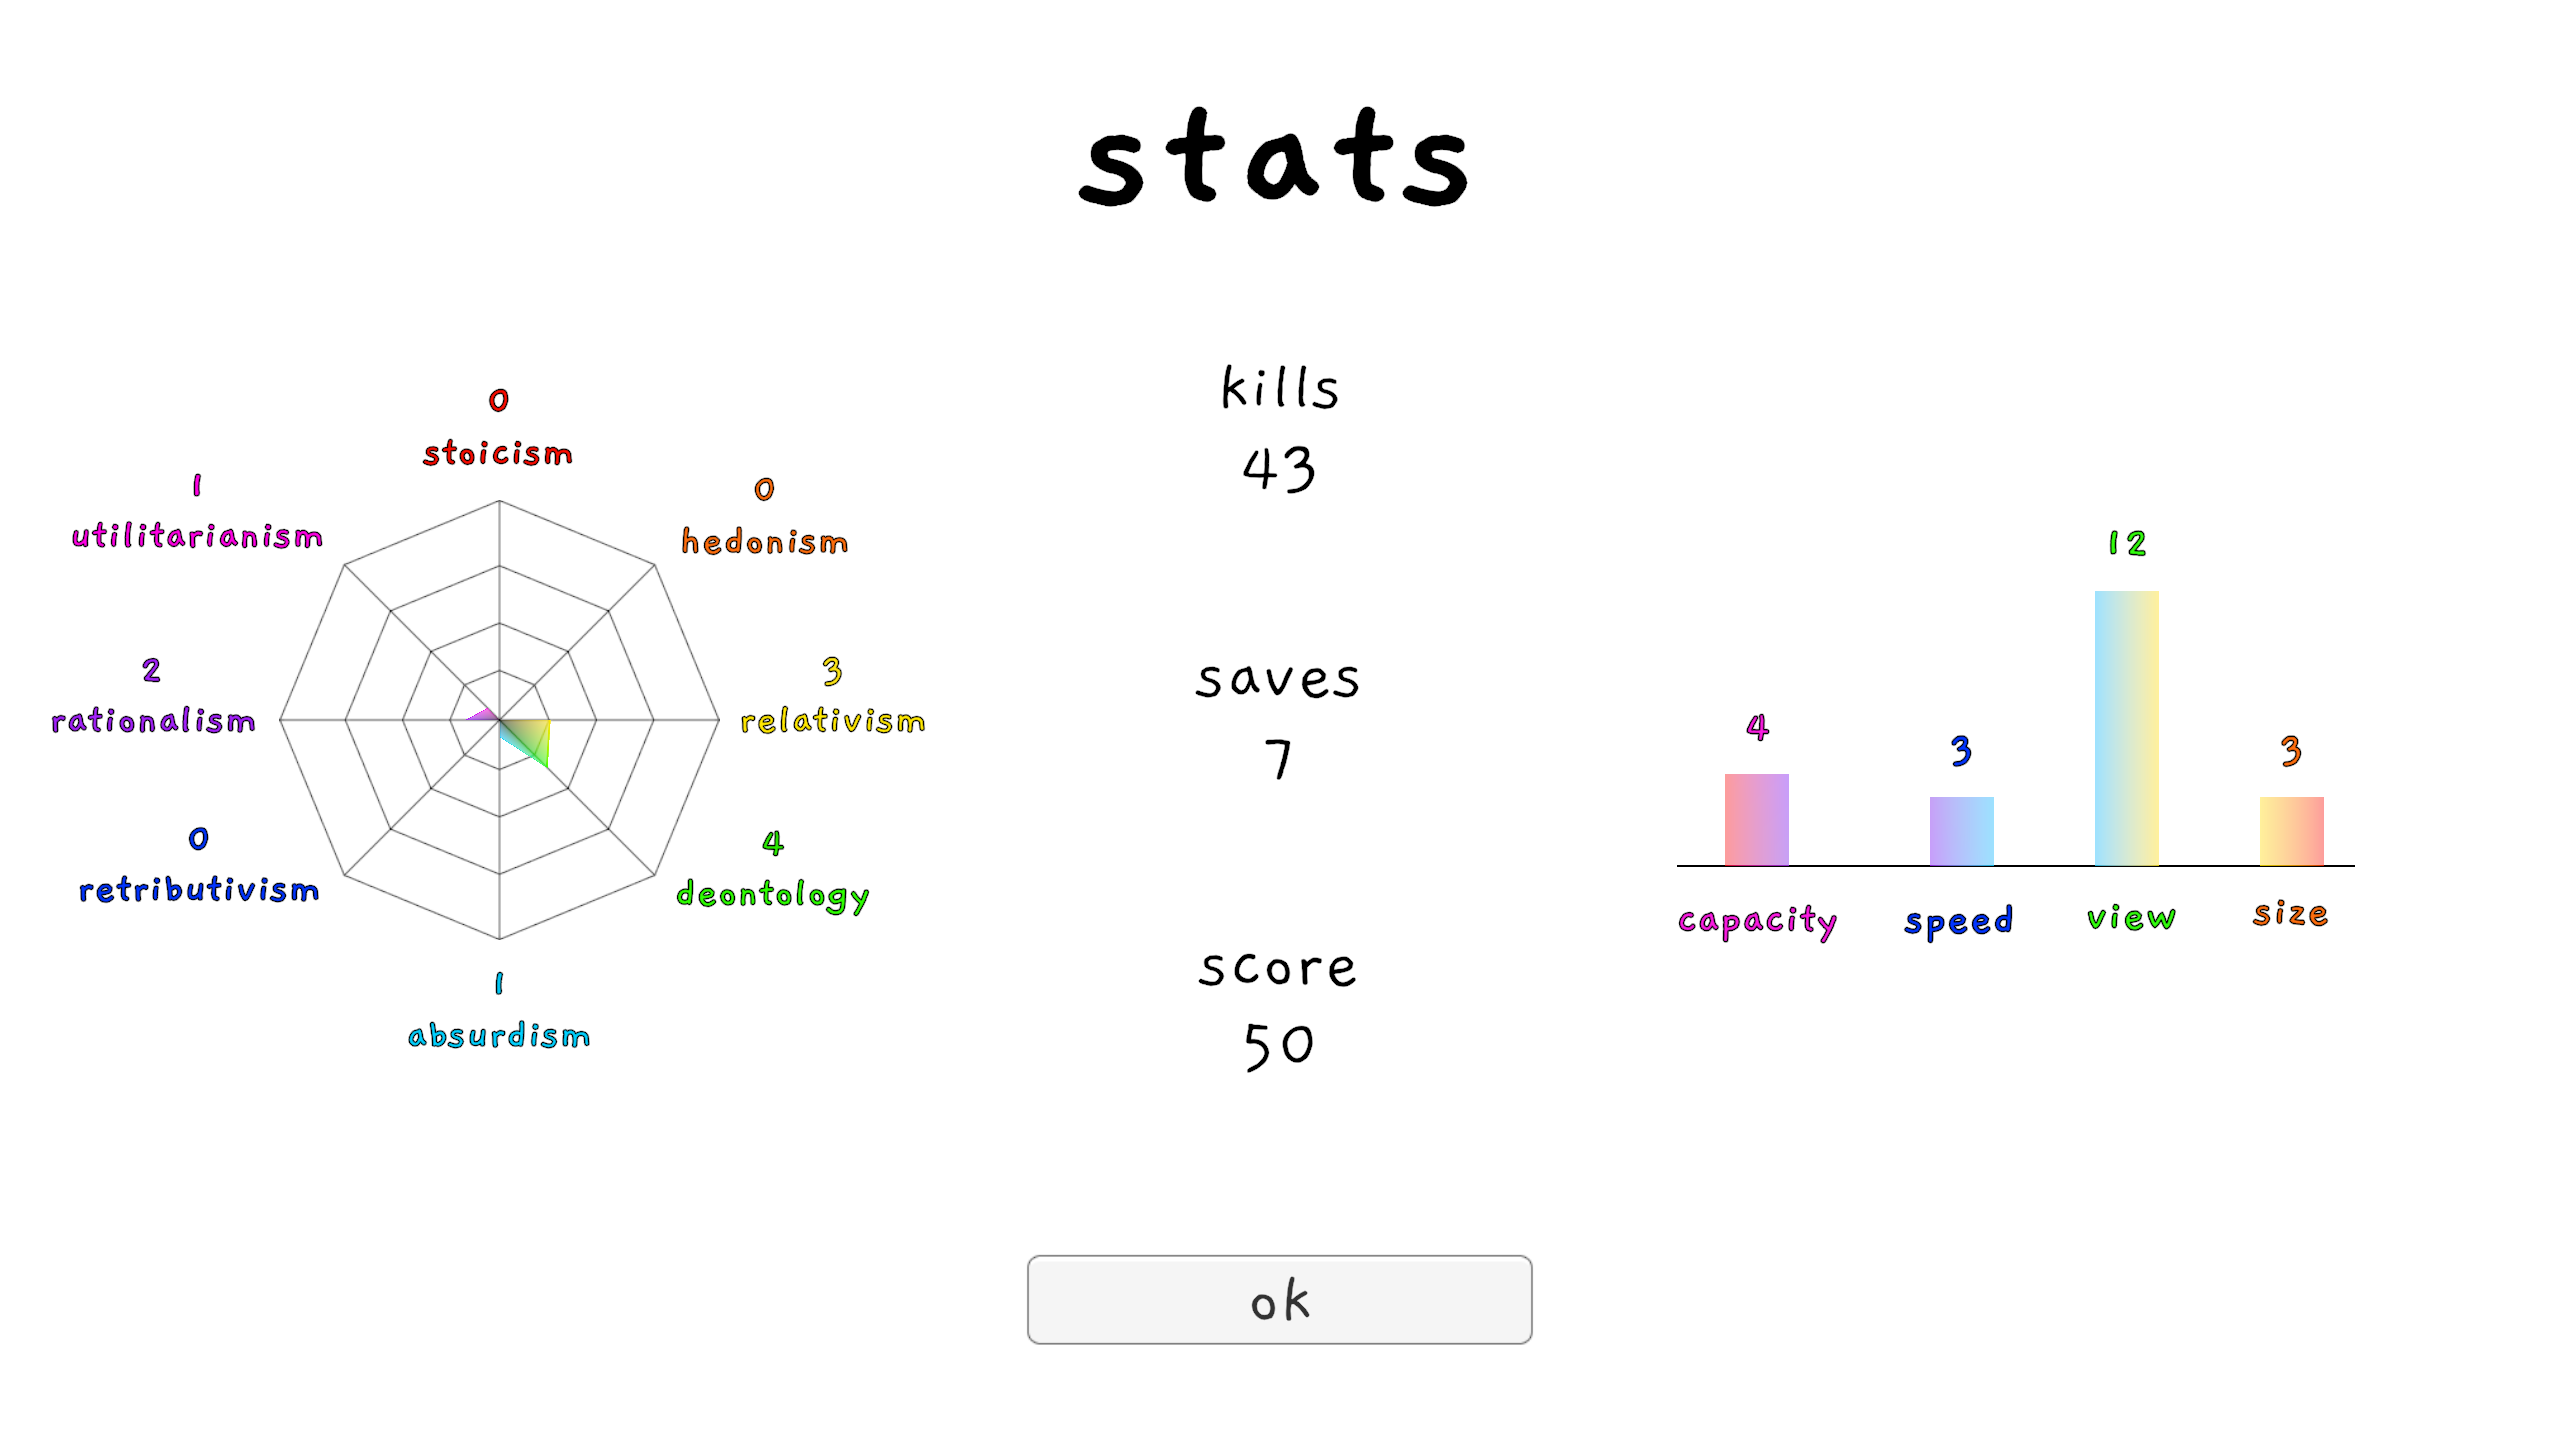 stats
0
stoicism
1
utilitarianism
0
hedonism
2
rationalism
3
relativism
0
retributivism
4
deontology
1
absurdism
kills
43
saves
7
score
50
4
3
12
3
capacity
speed
view
size
ok